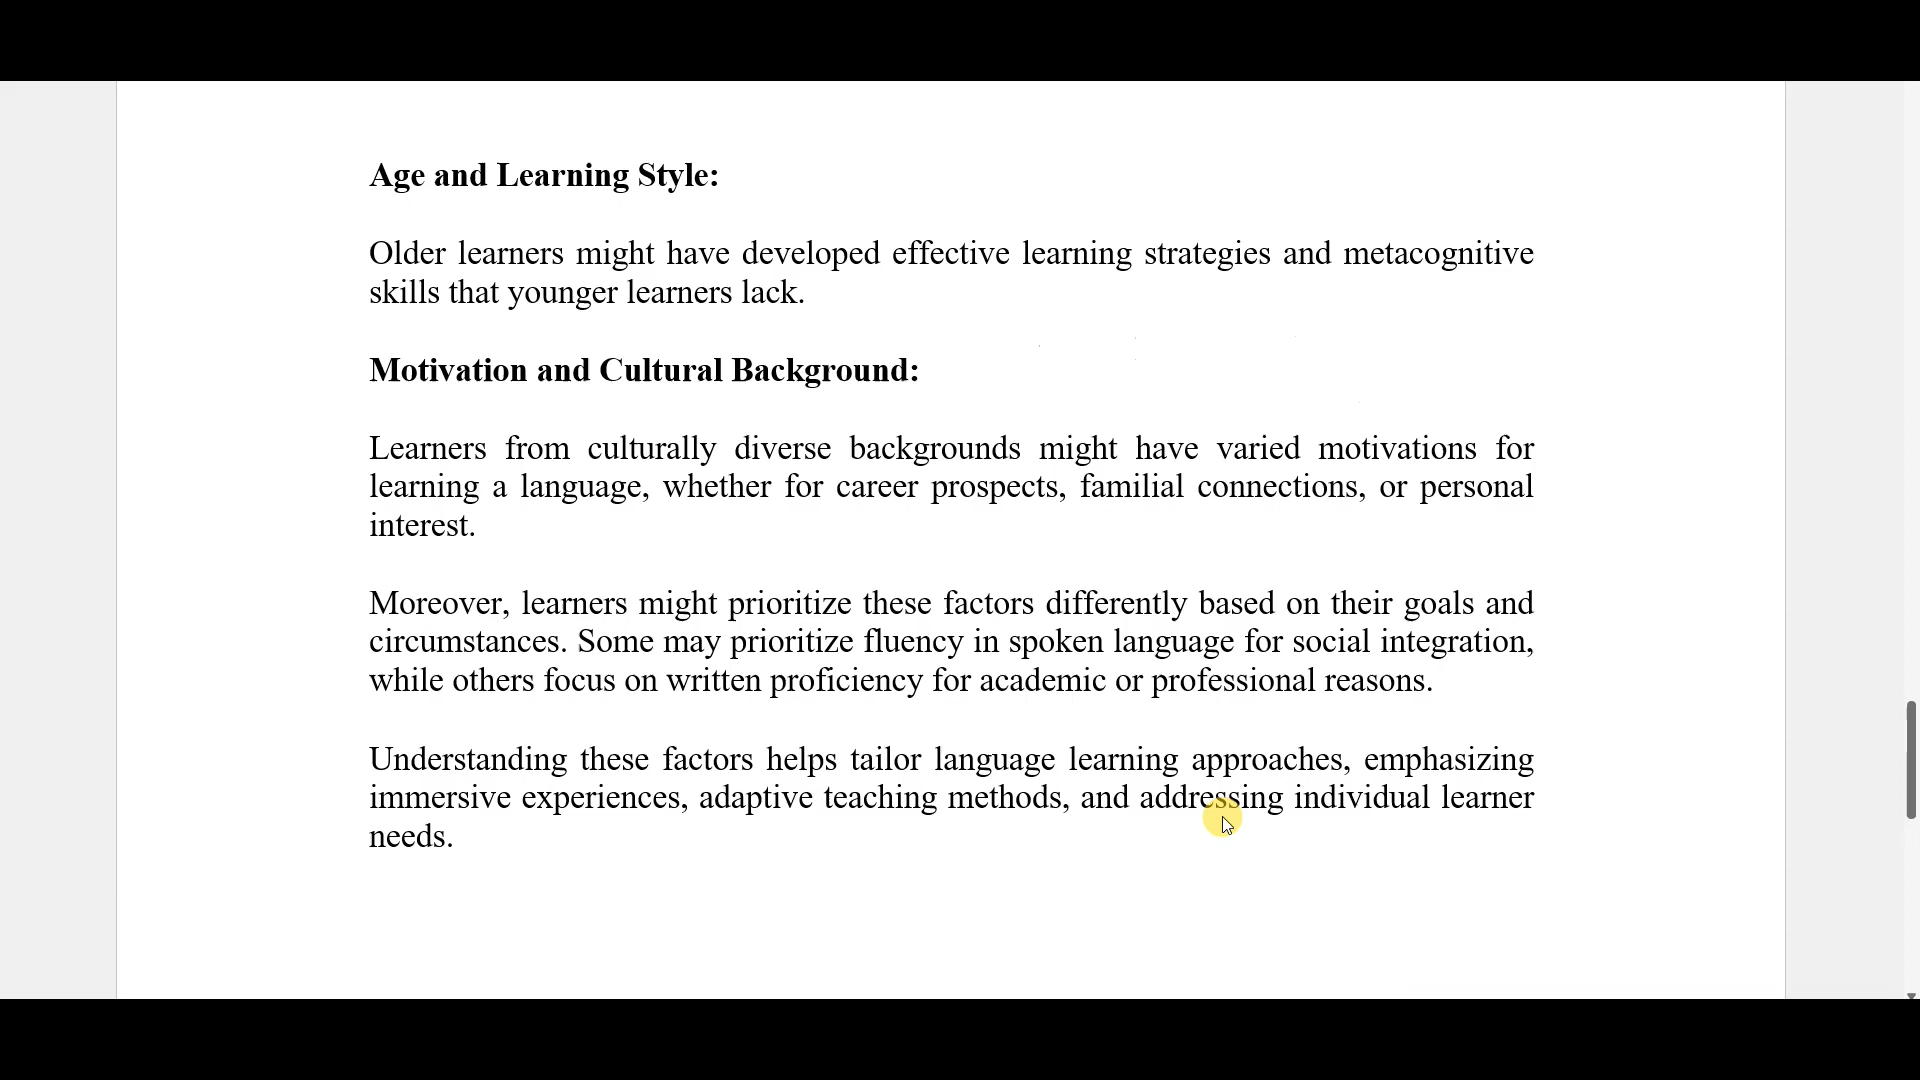 Age and Learning Style:
Older learners might have developed effective learning strategies and metacognitive
skills that younger learners lack.
Motivation and Cultural Background:
Learners from culturally diverse backgrounds might have varied motivations for
learning a language, whether for career prospects, familial connections, or personal
interest.
Moreover, learners might prioritize these factors differently based on their goals and
circumstances. Some may prioritize fluency in spoken language for social integration,
while others focus on written proficiency for academic or professional reasons.
Understanding these factors helps tailor language learning approaches, emphasizing
immersive experiences, adaptive teaching methods, and addressing individual learner
needs.